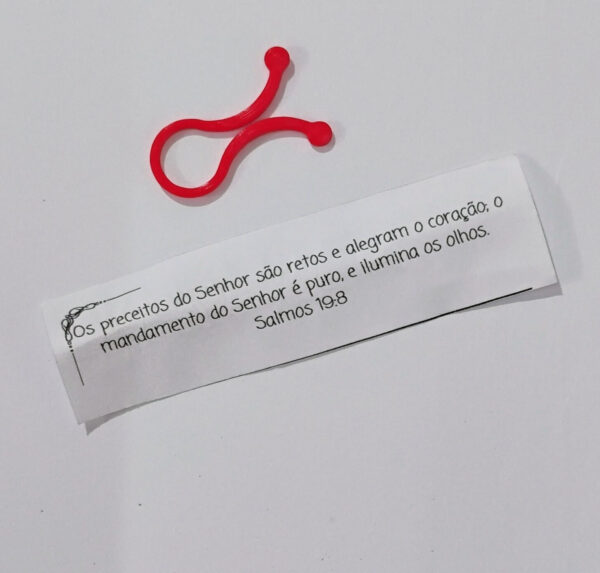 Os preceitos do Senhor são retos e alegram o coração; o
mandamento do Senhor é puro, e ilumina os olhos.
Salmos 19:8